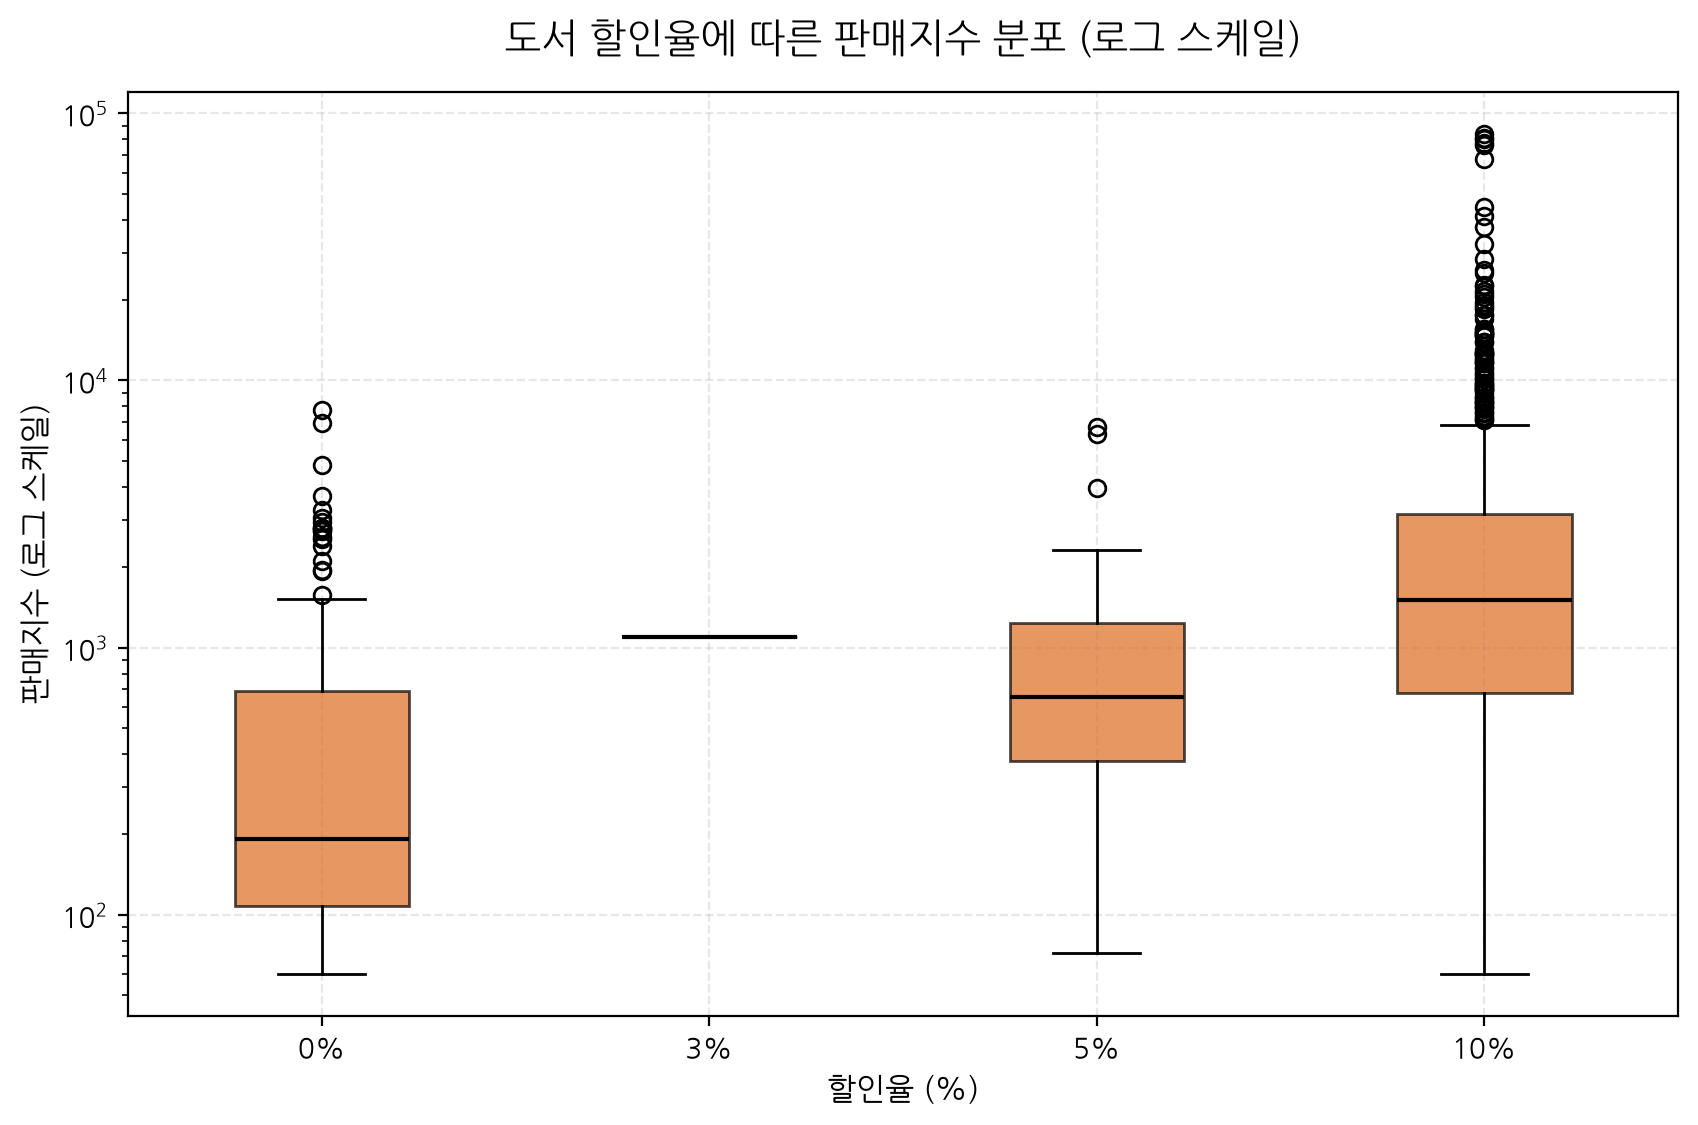 도서 할인율에 따른 판매지수 분포 (로그 스케일)
판매지수 (로그 스케일)
10⁵
10⁴
10³
10²
0% 3% 5% 10%
할인율 (%)